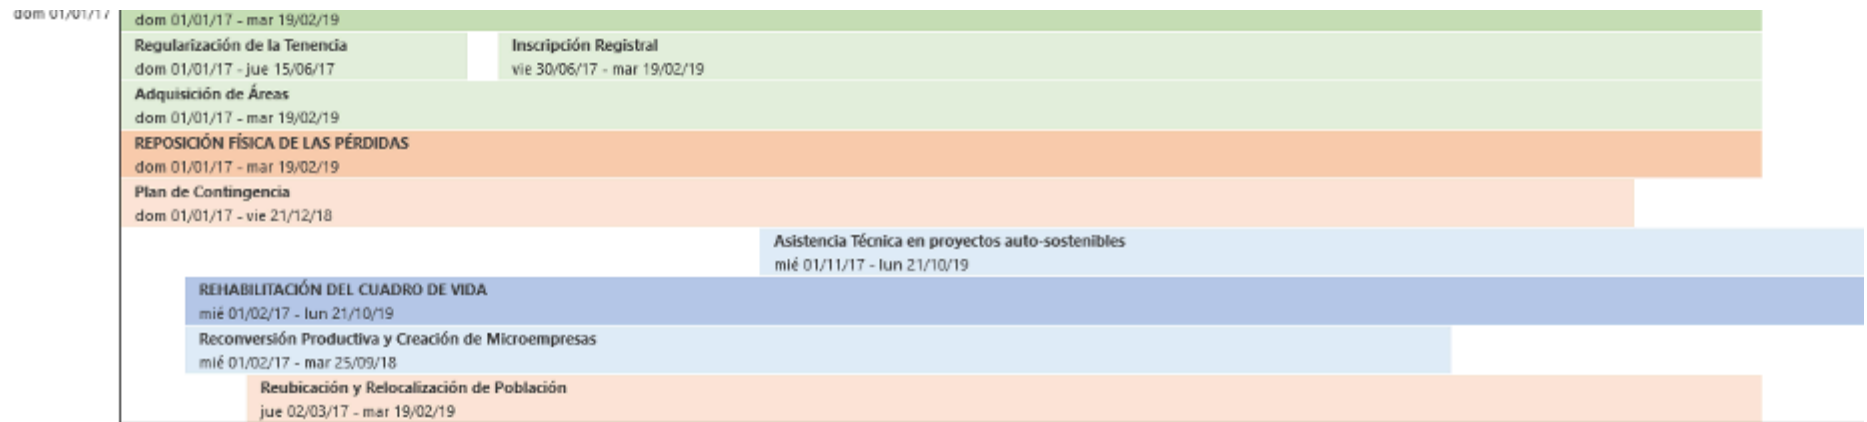 dom 01/01/17
dom 01/01/17 - mar 19/02/19
Regularización de la Tenencia
dom 01/01/17 - jue 15/06/17
Inscripción Registral
vie 30/06/17 - mar 19/02/19
Adquisición de Áreas
dom 01/01/17 - mar 19/02/19
REPOSICIÓN FÍSICA DE LAS PÉRDIDAS
dom 01/01/17 - mar 19/02/19
Plan de Contingencia
dom 01/01/17 - vie 21/12/18
Asistencia Técnica en proyectos auto-sostenibles
mié 01/11/17 - lun 21/10/19
REHABILITACIÓN DEL CUADRO DE VIDA
mié 01/02/17 - lun 21/10/19
Reconversión Productiva y Creación de Microempresas
mié 01/02/17 - mar 25/09/18
Reubicación y Relocalización de Población
jue 02/03/17 - mar 19/02/19